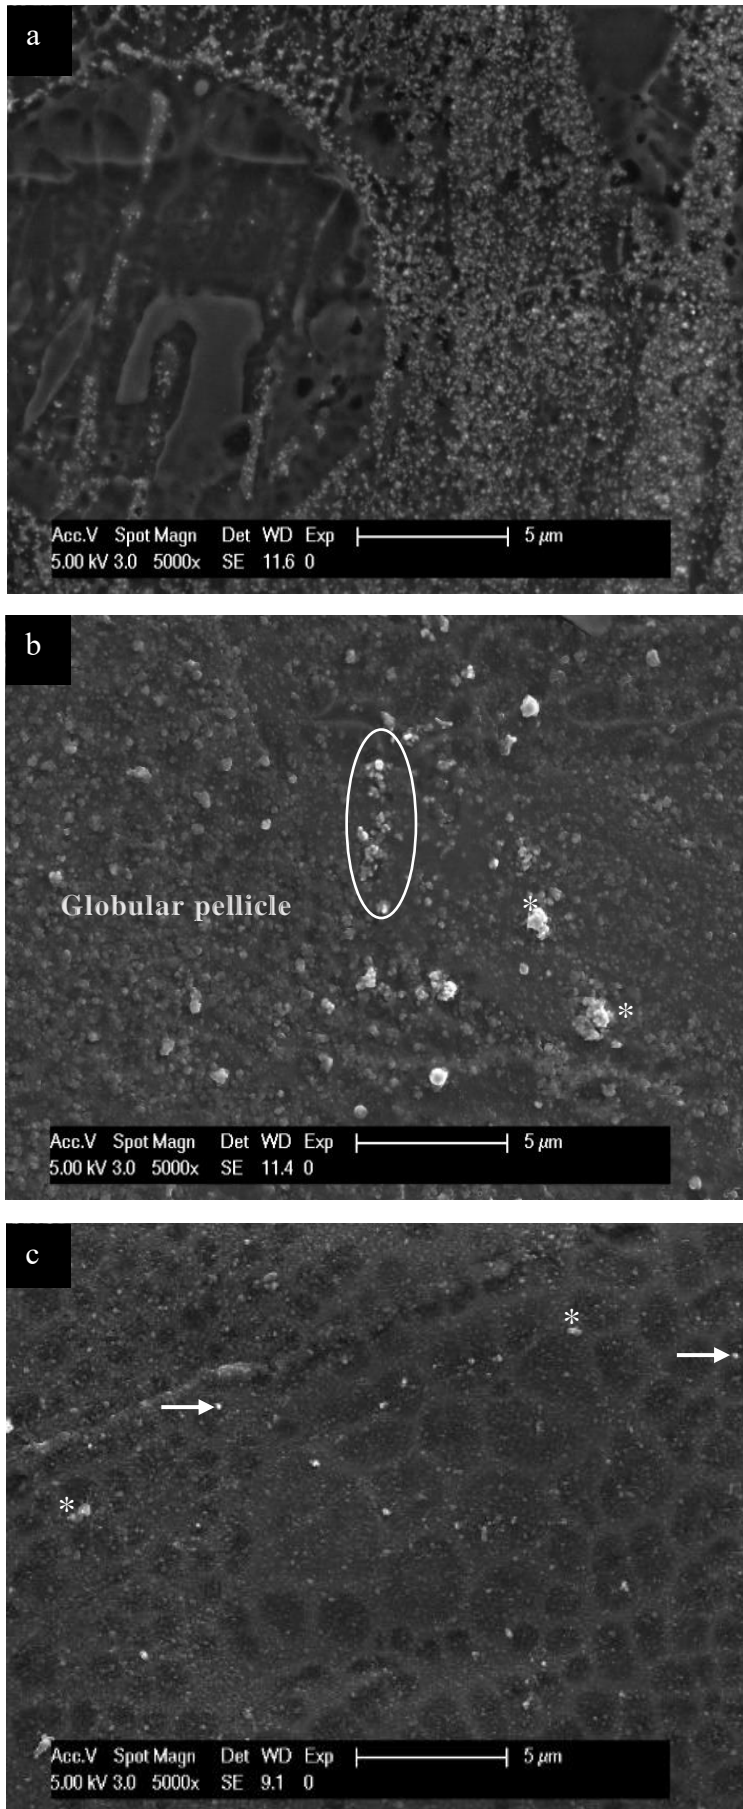 a
Acc.V Spot Magn Det WD Exp 5 µm
5.00 kV 3.0 5000x SE 11.6 0
b
*
Globular pellicle
*
Acc.V Spot Magn Det WD Exp 5 µm
5.00 kV 3.0 5000x SE 11.4 0
c
*
*
Acc.V Spot Magn Det WD Exp 5 µm
5.00 kV 3.0 5000x SE 9.1 0